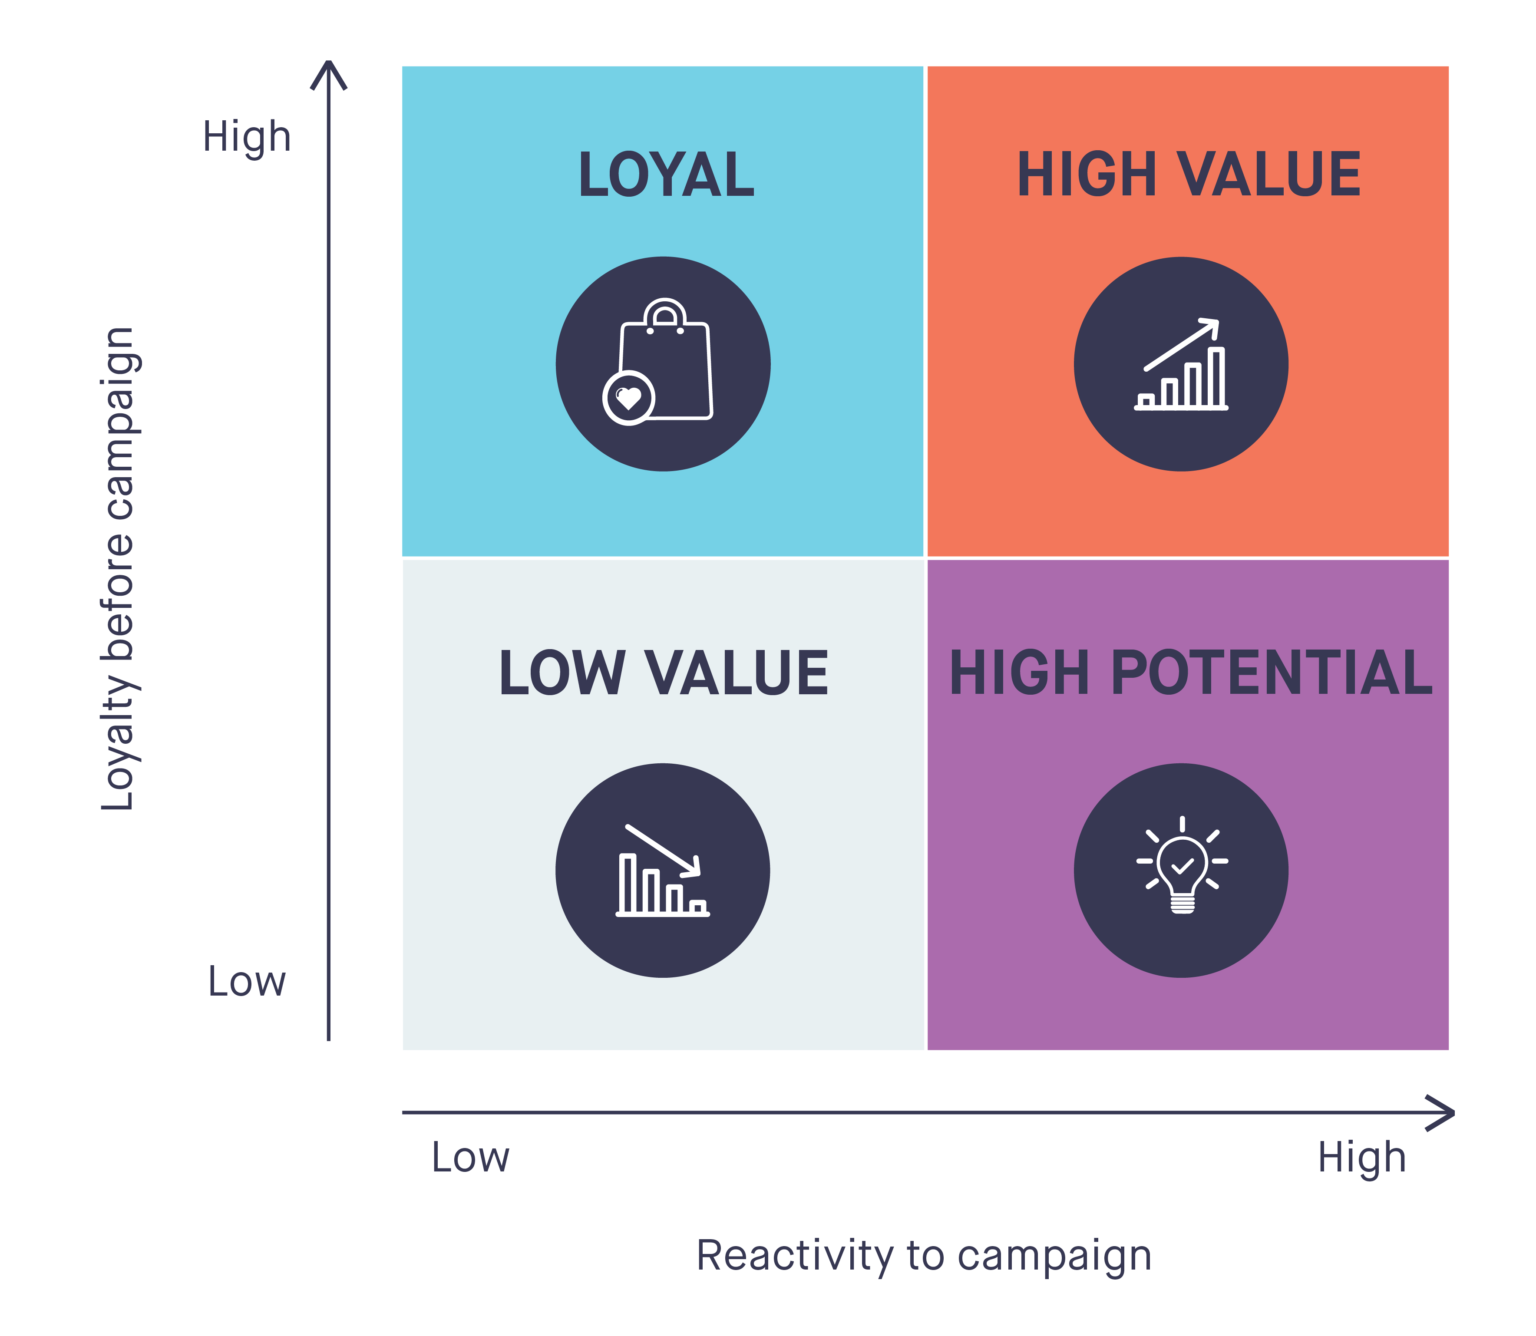 High
LOYAL
HIGH VALUE
Loyalty before campaign
LOW VALUE
HIGH POTENTIAL
Low
Low
High
Reactivity to campaign